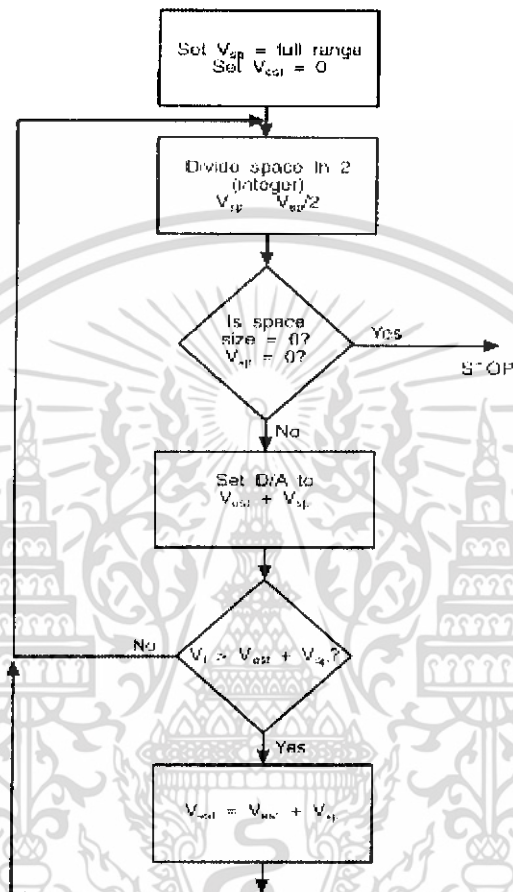 Set V_sp = full range
Set V_est = 0
Divide space in 2
(integer)
V_sp V_sp/2
Is space
size = 0?
V_sp = 0?
Yes
STOP
No
Set D/A to
V_est + V_sp
No
V_i > V_est + V_sp?
Yes
V_est = V_est + V_sp